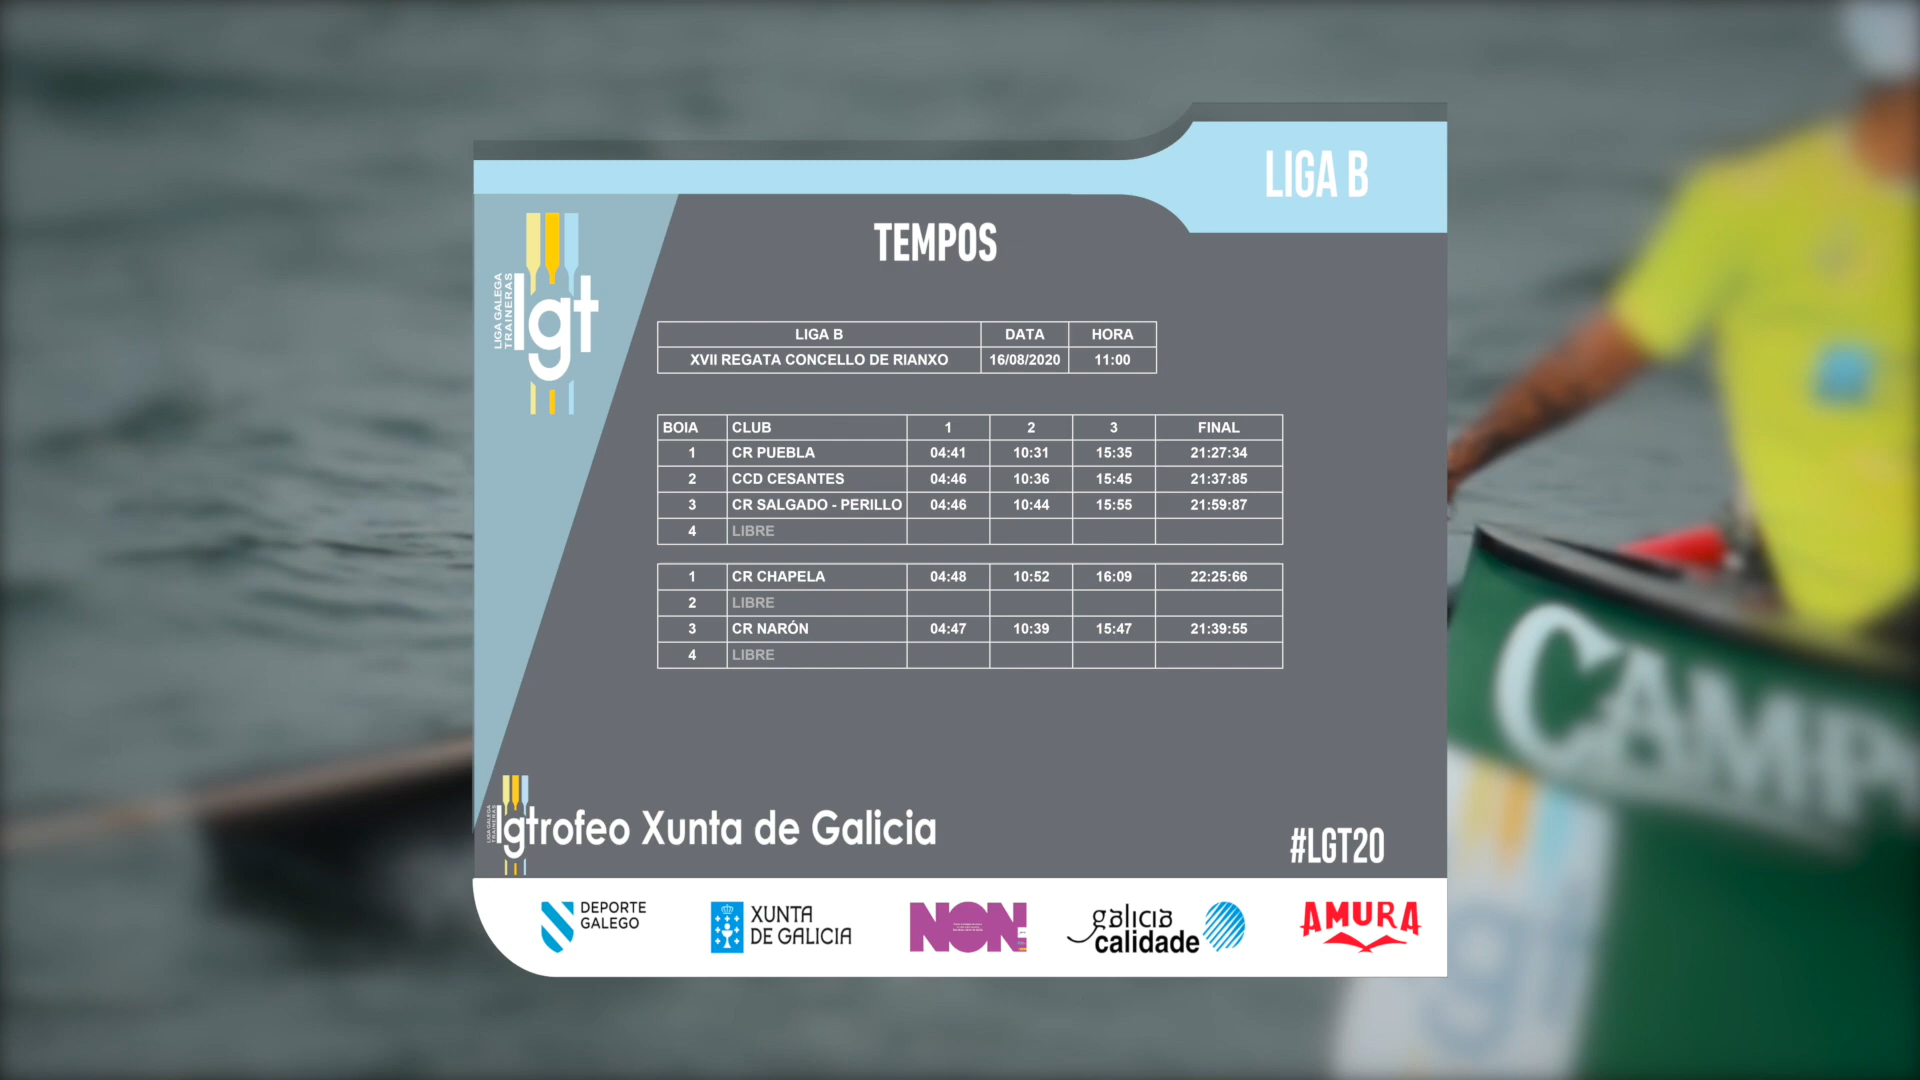 LIGA B
TEMPOS
LIGA GALEGA
TRAINERAS
lgt
LIGA B DATA HORA
XVII REGATA CONCELLO DE RIANXO 16/08/2020 11:00
BOIA CLUB 1 2 3 FINAL
1 CR PUEBLA 04:41 10:31 15:35 21:27:34
2 CCD CESANTES 04:46 10:36 15:45 21:37:85
3 CR SALGADO - PERILLO 04:46 10:44 15:55 21:59:87
4 LIBRE
1 CR CHAPELA 04:48 10:52 16:09 22:25:66
2 LIBRE
3 CR NARÓN 04:47 10:39 15:47 21:39:55
4 LIBRE
LIGA GALEGA
TRAINERAS
lgtrofeo Xunta de Galicia
#LGT20
DEPORTE
GALEGO
XUNTA
DE GALICIA
NON!
galicia
calidade
AMURA
CAMP